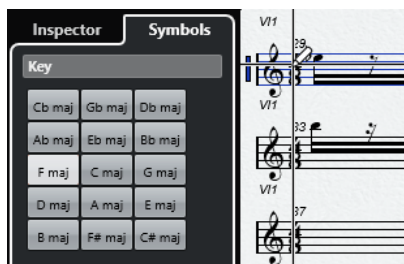 Inspector Symbols
Key
Cb maj Gb maj Db maj
Ab maj Eb maj Bb maj
F maj C maj G maj
D maj A maj E maj
B maj F# maj C# maj
Vl1
29
Vl1
33
Vl1
37